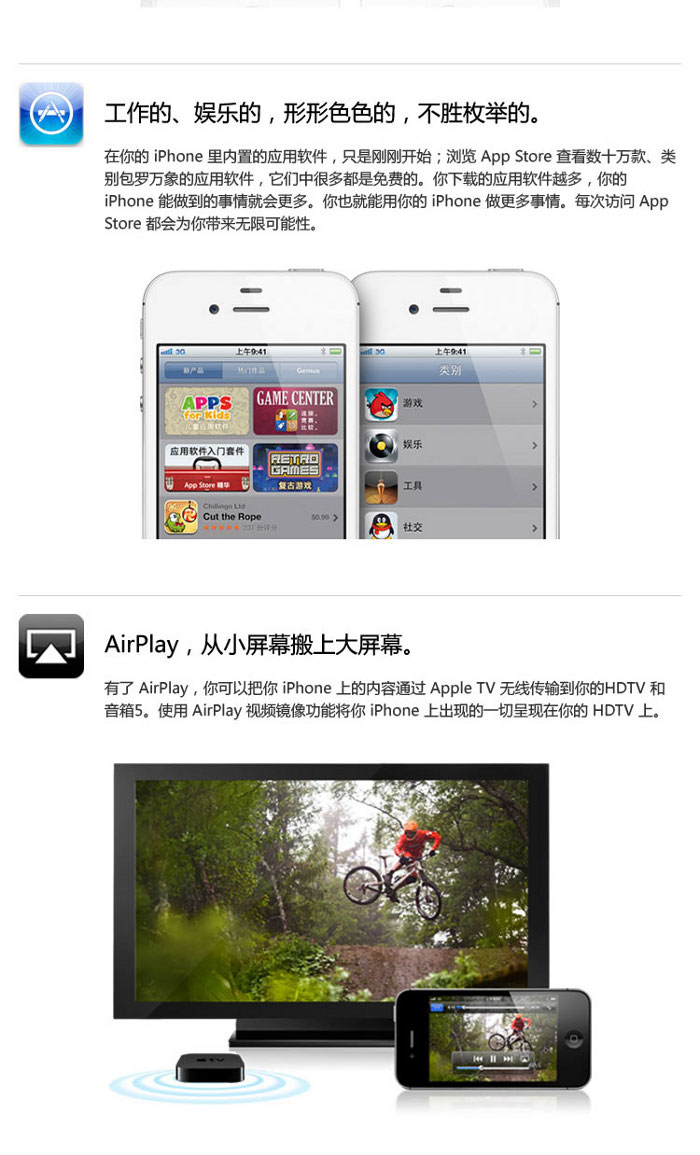 工作的、娱乐的，形形色色的，不胜枚举的。
在你的 iPhone 里内置的应用软件，只是刚刚开始；浏览 App Store 查看数十万款、类
别包罗万象的应用软件，它们中很多都是免费的。你下载的应用软件越多，你的
iPhone 能做到的事情就会更多。你也就能用你的 iPhone 做更多事情。每次访问 App
Store 都会为你带来无限可能性。
3G 上午9:41
新产品 热门作品 Genius
APPS
for Kids
儿童应用软件
GAME CENTER
连接。
竞赛。
比较。
应用软件入门套件
App Store 精华
RETRO
GAMES
复古游戏
Chillingo Ltd
Cut the Rope
$0.99
237 份评分
3G 上午9:41
类别
游戏
娱乐
工具
社交
AirPlay，从小屏幕搬上大屏幕。
有了 AirPlay，你可以把你 iPhone 上的内容通过 Apple TV 无线传输到你的HDTV 和
音箱5。使用 AirPlay 视频镜像功能将你 iPhone 上出现的一切呈现在你的 HDTV 上。
tv